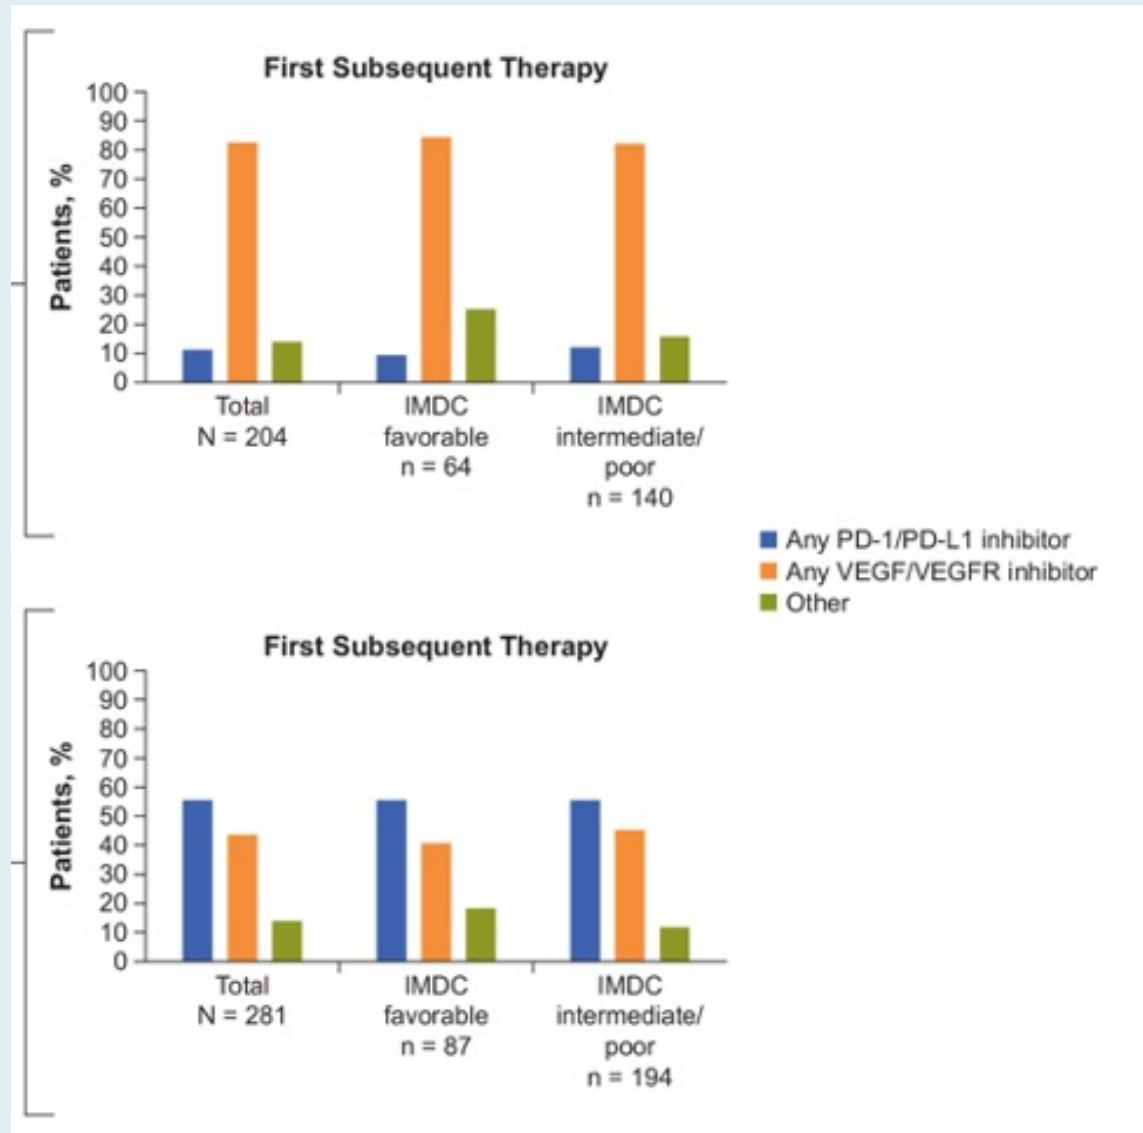 First Subsequent Therapy
Patients, %
100
90
80
70
60
50
40
30
20
10
0
Total
N = 204
IMDC
favorable
n = 64
IMDC
intermediate/
poor
n = 140
Any PD-1/PD-L1 inhibitor
Any VEGF/VEGFR inhibitor
Other
First Subsequent Therapy
Patients, %
100
90
80
70
60
50
40
30
20
10
0
Total
N = 281
IMDC
favorable
n = 87
IMDC
intermediate/
poor
n = 194